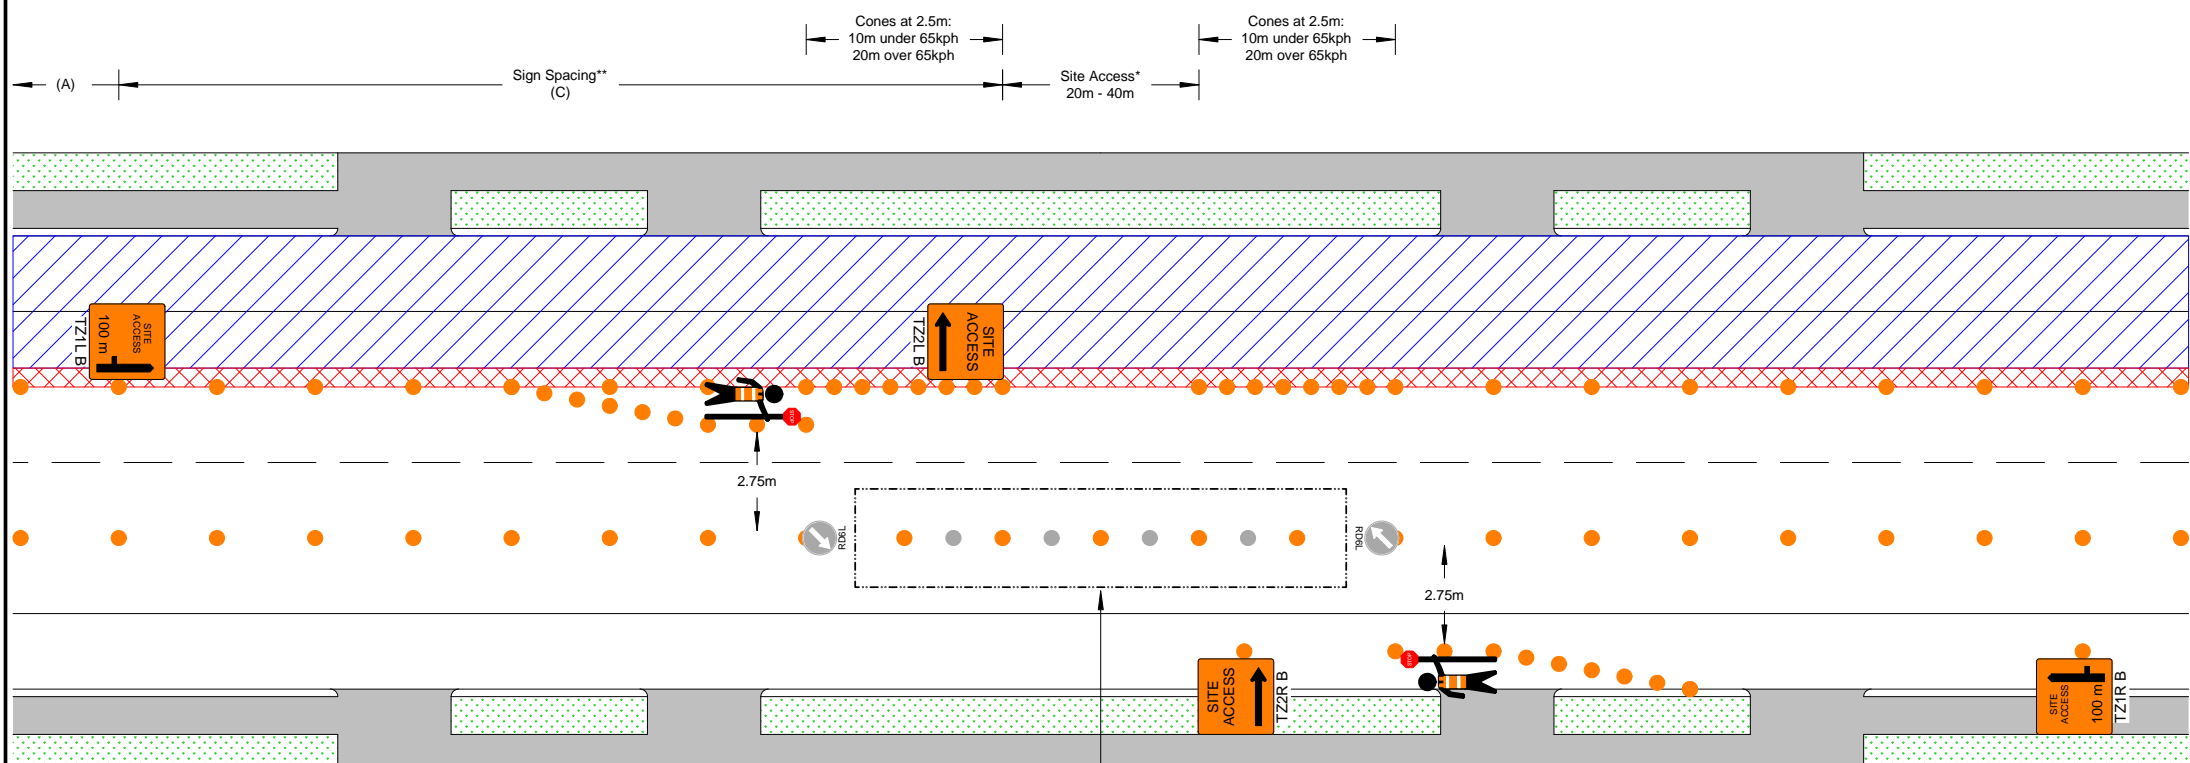 Cones at 2.5m:
10m under 65kph
20m over 65kph
Cones at 2.5m:
10m under 65kph
20m over 65kph
(A)
Sign Spacing**
(C)
Site Access*
20m - 40m
SITE
ACCESS
100 m
TZ1L B
SITE
ACCESS
TZ2L B
STOP
2.75m
RD6L
RD6L
2.75m
STOP
SITE
ACCESS
TZ2R B
SITE
ACCESS
100 m
TZ1R B